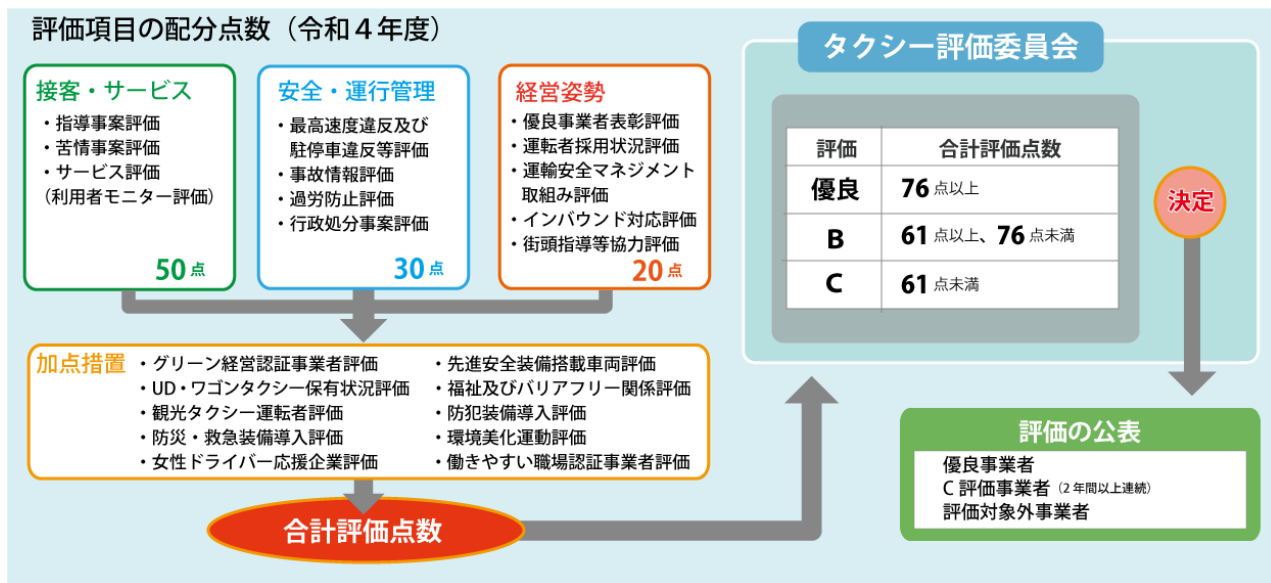 評価項目の配分点数（令和４年度）
接客・サービス
・指導事案評価
・苦情事案評価
・サービス評価
（利用者モニター評価）
50点
安全・運行管理
・最高速度違反及び
駐停車違反等評価
・事故情報評価
・過労防止評価
・行政処分事案評価
30点
経営姿勢
・優良事業者表彰評価
・運転者採用状況評価
・運輸安全マネジメント
取組み評価
・インバウンド対応評価
・街頭指導等協力評価
20点
加点措置
・グリーン経営認証事業者評価
・UD・ワゴンタクシー保有状況評価
・観光タクシー運転者評価
・防災・救急装備導入評価
・女性ドライバー応援企業評価
・先進安全装備搭載車両評価
・福祉及びバリアフリー関係評価
・防犯装備導入評価
・環境美化運動評価
・働きやすい職場認証事業者評価
合計評価点数
タクシー評価委員会
評価 合計評価点数
優良 76点以上
B 61点以上、76点未満
C 61点未満
決定
評価の公表
優良事業者
C評価事業者（2年間以上連続）
評価対象外事業者